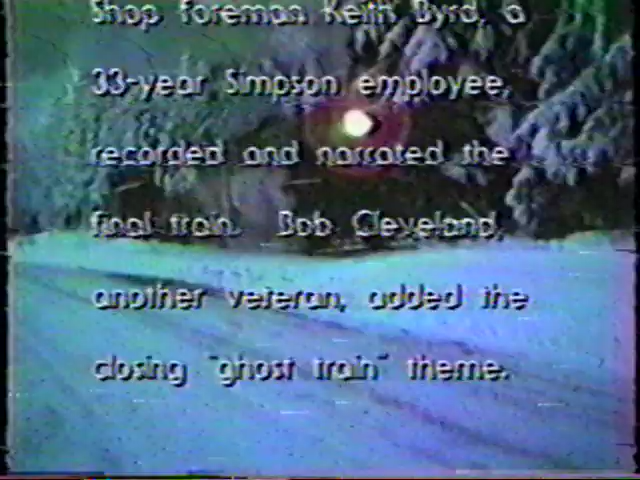 Shop foreman Keith Byrd, a
33-year Simpson employee,
recorded and narrated the
final train. Bob Cleveland,
another veteran, added the
closing "ghost train" theme.